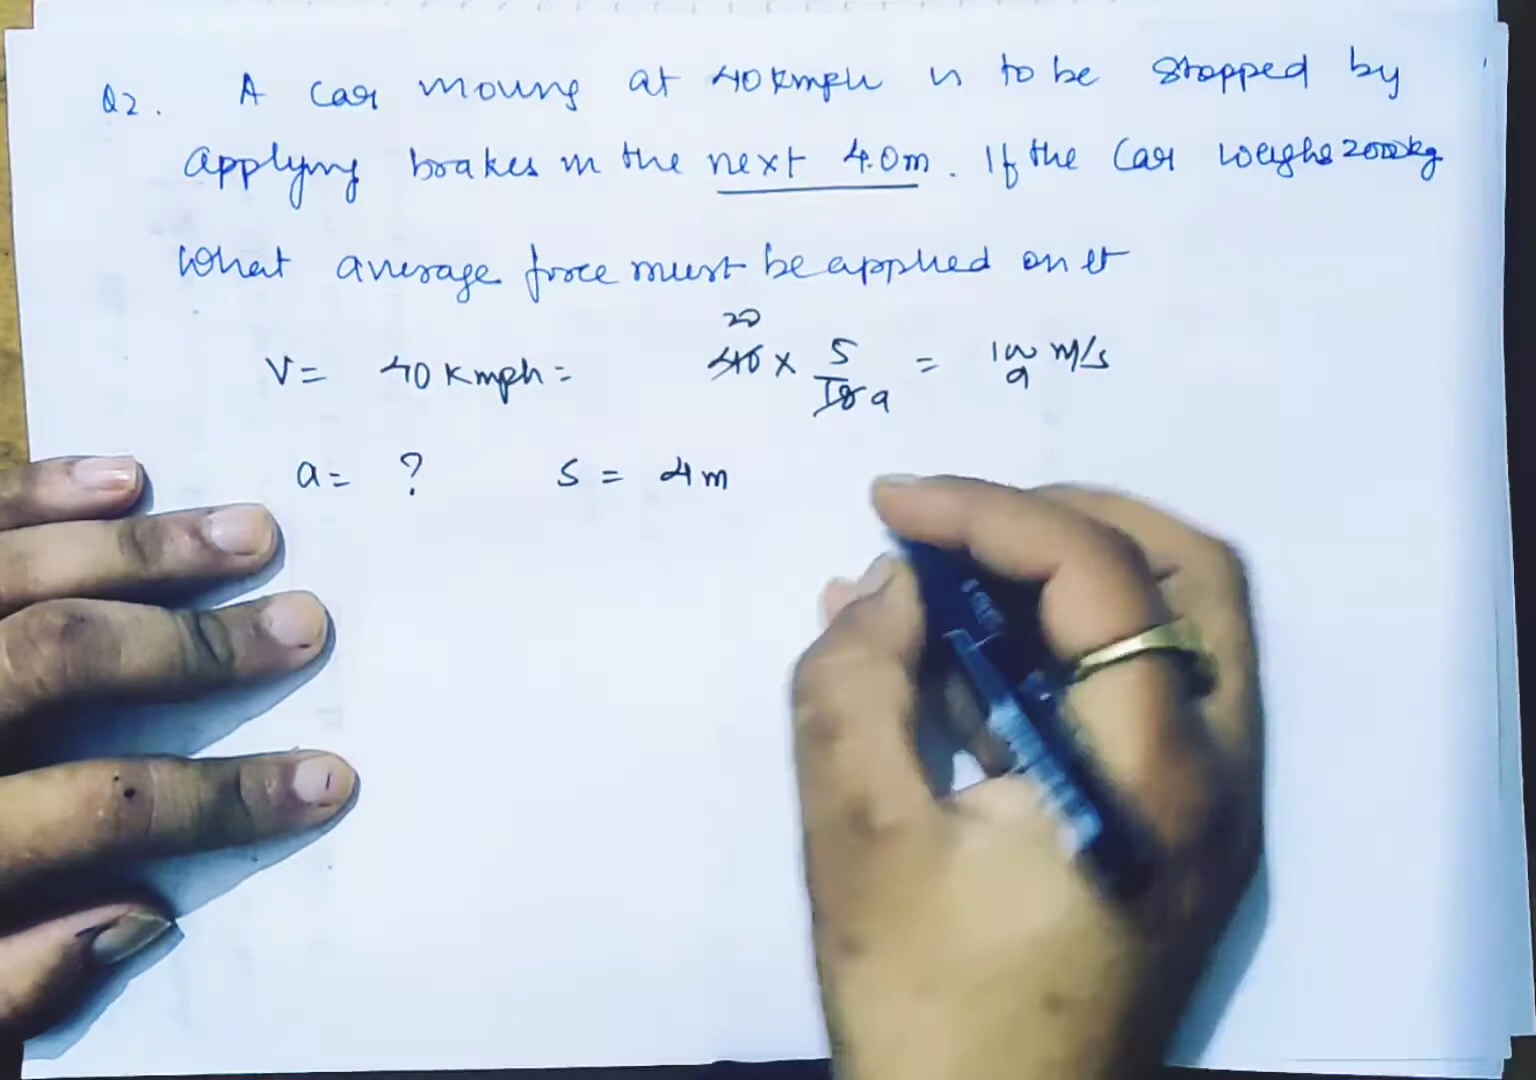 Q2. A car moving at 40kmph is to be stopped by
applying brakes in the next 4.0m. If the Car weighs 2000kg
What average force must be applied on it
V = 40 Kmph = 40 20 × 5/18 9 = 100/9 m/s
a = ? S = 4m